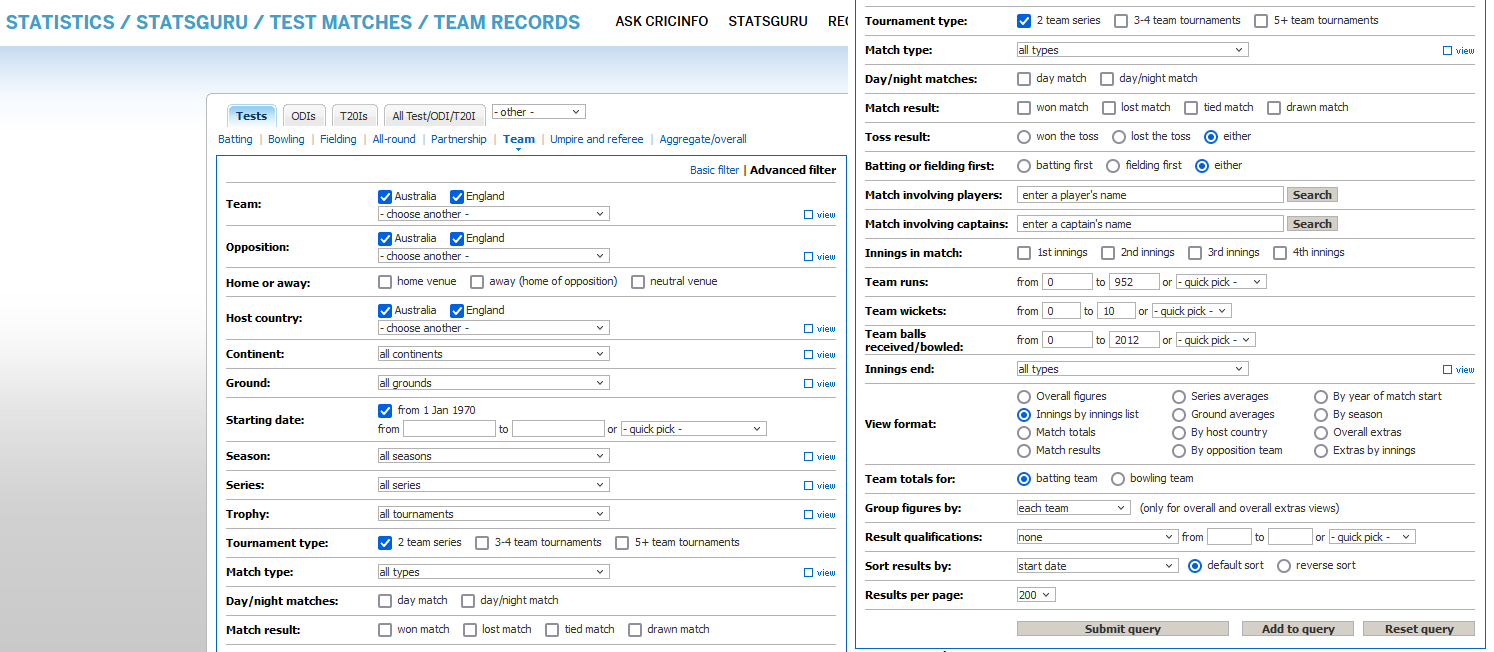 STATISTICS / STATSGURU / TEST MATCHES / TEAM RECORDS
ASK CRICINFO STATSGURU
Tests ODIs T20Is All Test/ODI/T20I - other -
Batting | Bowling | Fielding | All-round | Partnership | Team | Umpire and referee | Aggregate/overall
Basic filter | Advanced filter
Team: Australia England
- choose another - view
Opposition: Australia England
- choose another - view
Home or away: home venue away (home of opposition) neutral venue
Host country: Australia England
- choose another - view
Continent: all continents view
Ground: all grounds view
Starting date: from 1 Jan 1970
from to or - quick pick -
Season: all seasons view
Series: all series view
Trophy: all tournaments view
Tournament type: 2 team series 3-4 team tournaments 5+ team tournaments
Match type: all types view
Day/night matches: day match day/night match
Match result: won match lost match tied match drawn match
Tournament type: 2 team series 3-4 team tournaments 5+ team tournaments
Match type: all types view
Day/night matches: day match day/night match
Match result: won match lost match tied match drawn match
Toss result: won the toss lost the toss either
Batting or fielding first: batting first fielding first either
Match involving players: enter a player's name Search
Match involving captains: enter a captain's name Search
Innings in match: 1st innings 2nd innings 3rd innings 4th innings
Team runs: from 0 to 952 or - quick pick -
Team wickets: from 0 to 10 or - quick pick -
Team balls received/bowled: from 0 to 2012 or - quick pick -
Innings end: all types view
View format:
Overall figures Series averages By year of match start
Innings by innings list Ground averages By season
Match totals By host country Overall extras
Match results By opposition team Extras by innings
Team totals for: batting team bowling team
Group figures by: each team (only for overall and overall extras views)
Result qualifications: none from to or - quick pick -
Sort results by: start date default sort reverse sort
Results per page: 200
Submit query Add to query Reset query